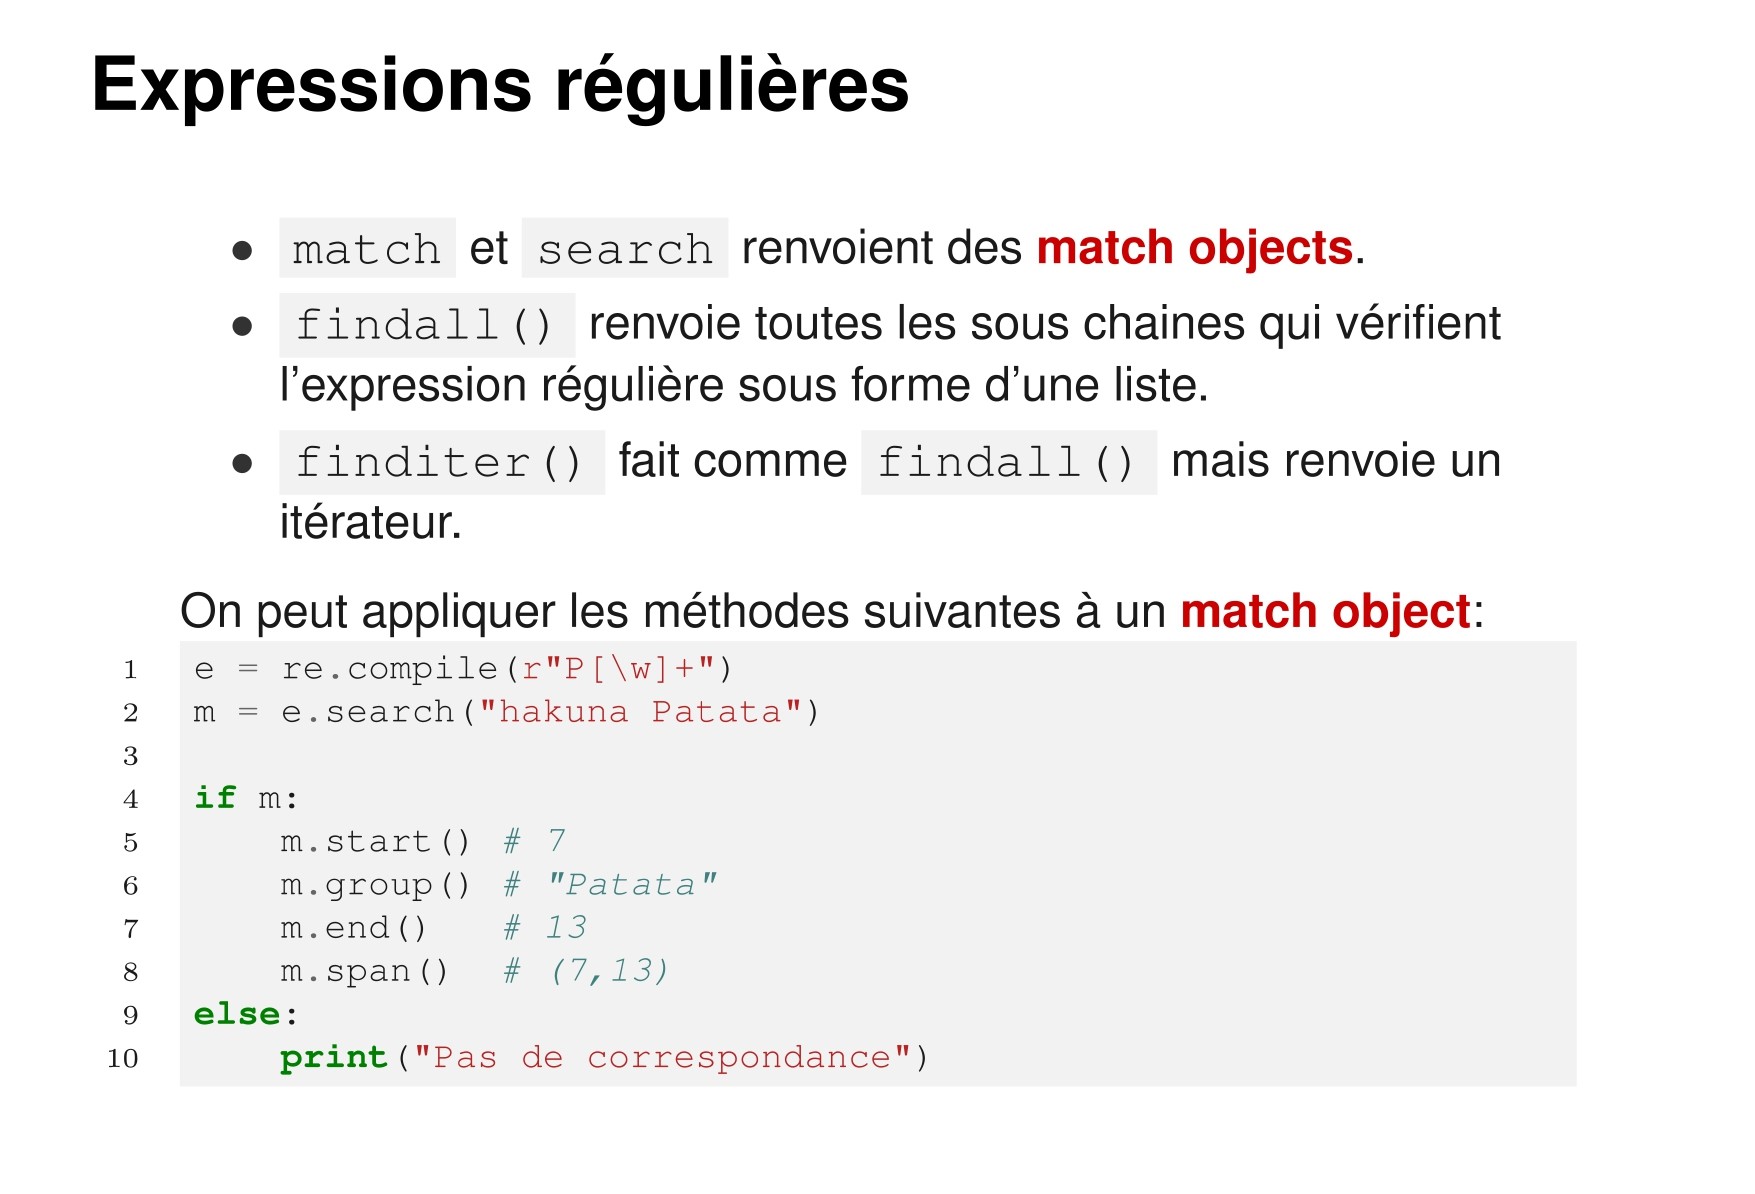 Expressions régulières
• match et search renvoient des match objects.
• findall() renvoie toutes les sous chaines qui vérifient
l'expression régulière sous forme d'une liste.
• finditer() fait comme findall() mais renvoie un
itérateur.
On peut appliquer les méthodes suivantes à un match object:
1 e = re.compile(r"P[\w]+")
2 m = e.search("hakuna Patata")
3
4 if m:
5     m.start() # 7
6     m.group() # "Patata"
7     m.end()   # 13
8     m.span()  # (7,13)
9 else:
10     print("Pas de correspondance")